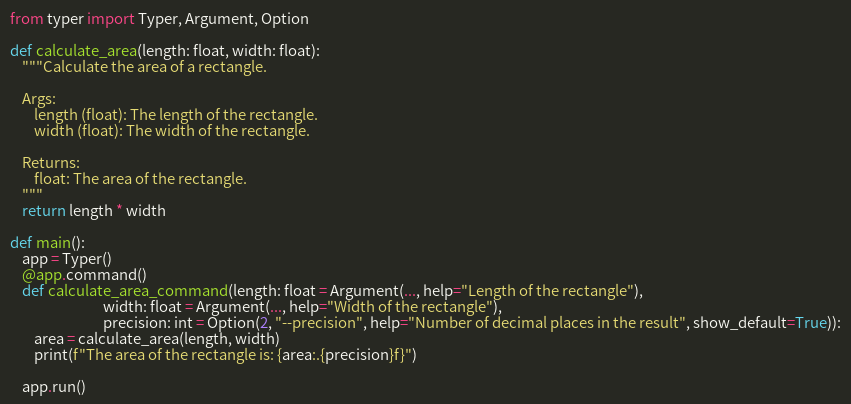 from typer import Typer, Argument, Option
def calculate_area(length: float, width: float):
"""Calculate the area of a rectangle.
Args:
length (float): The length of the rectangle.
width (float): The width of the rectangle.
Returns:
float: The area of the rectangle.
"""
return length * width
def main():
app = Typer()
@app.command()
def calculate_area_command(length: float = Argument(..., help="Length of the rectangle"),
width: float = Argument(..., help="Width of the rectangle"),
precision: int = Option(2, "--precision", help="Number of decimal places in the result", show_default=True)):
area = calculate_area(length, width)
print(f"The area of the rectangle is: {area:.{precision}f}")
app.run()